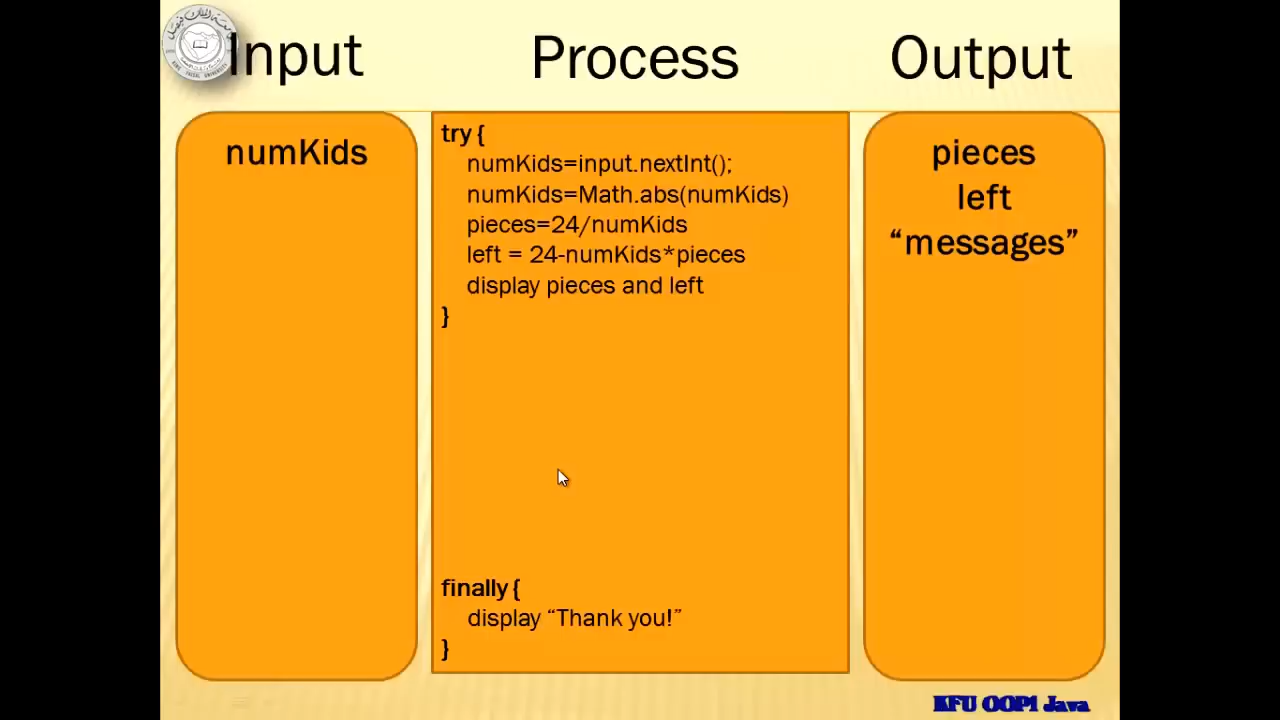 Input
Process
Output
numKids
try {
numKids=input.nextInt();
numKids=Math.abs(numKids)
pieces=24/numKids
left = 24-numKids*pieces
display pieces and left
}
finally {
display “Thank you!”
}
pieces
left
“messages”
KFU OOP1 Java